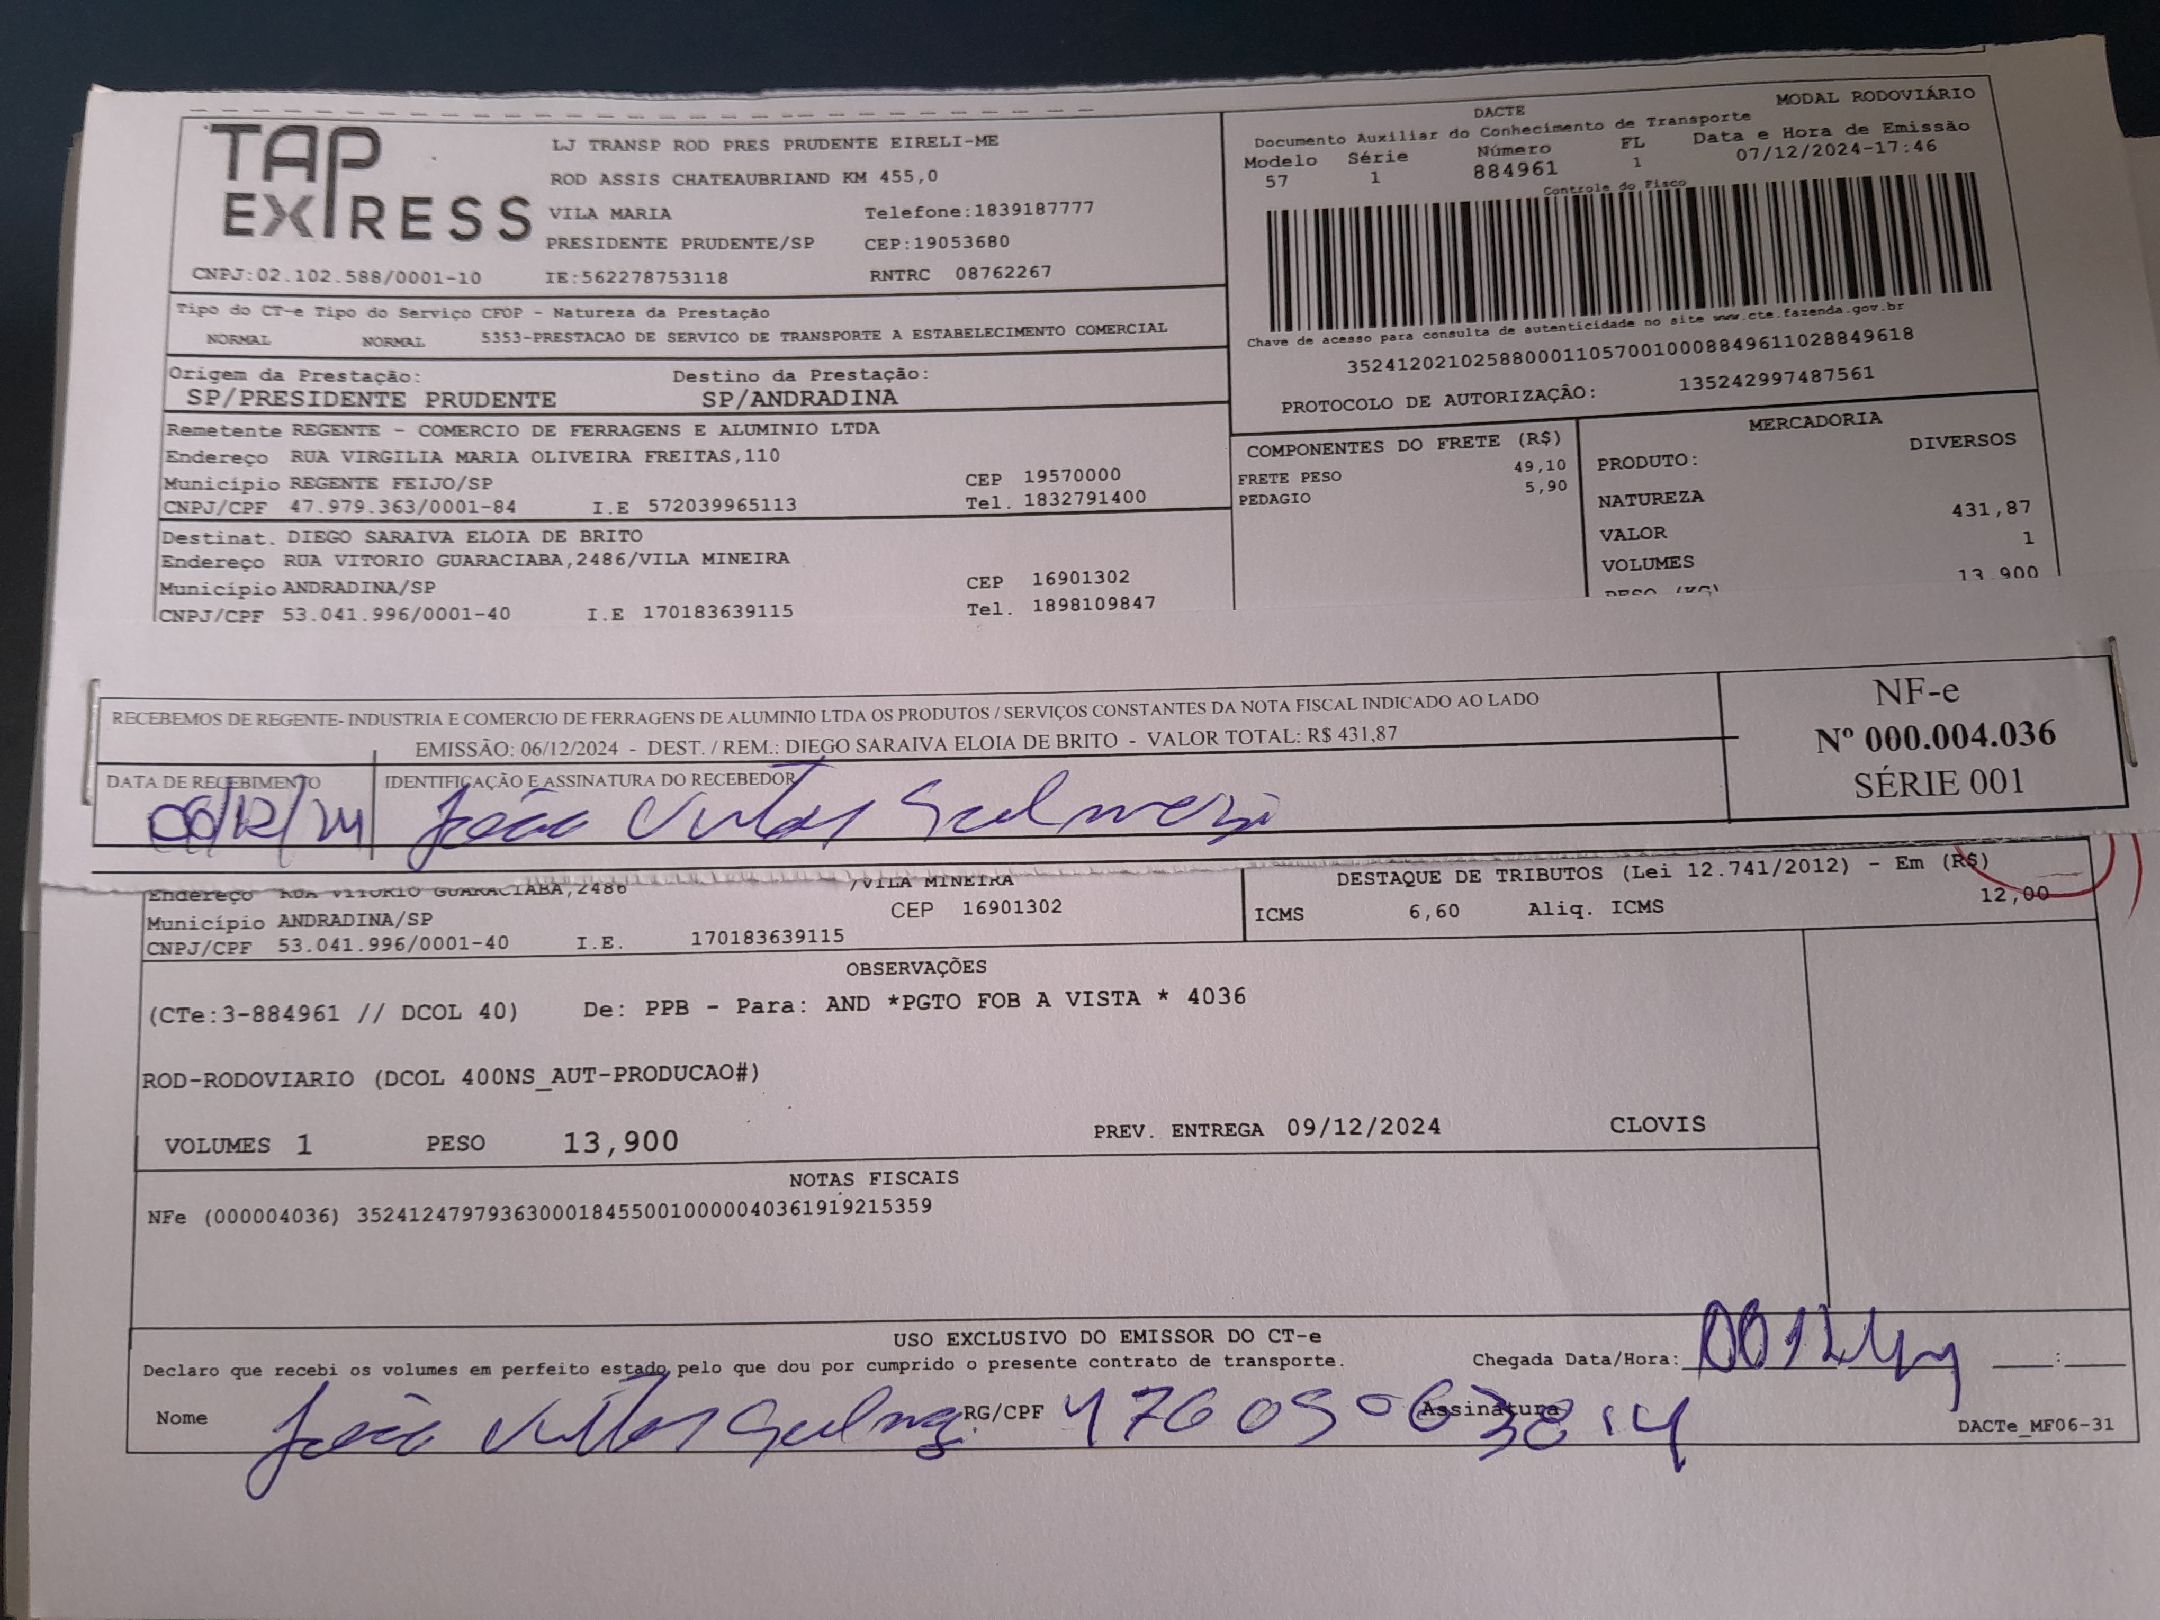 TAP EXPRESS
LJ TRANSP ROD PRES PRUDENTE EIRELI-ME
ROD ASSIS CHATEAUBRIAND KM 455,0
VILA MARIA Telefone:1839187777
PRESIDENTE PRUDENTE/SP CEP:19053680
CNPJ:02.102.588/0001-10 IE:562278753118 RNTRC 08762267
DACTE MODAL RODOVIÁRIO
Documento Auxiliar do Conhecimento de Transporte
Modelo Série Número FL Data e Hora de Emissão
57 1 884961 1 07/12/2024-17:46
Controle do Fisco
Chave de acesso para consulta de autenticidade no site www.cte.fazenda.gov.br
35241202102588000110570010008849611028849618
PROTOCOLO DE AUTORIZAÇÃO: 135242997487561
Tipo do CT-e Tipo do Serviço CFOP - Natureza da Prestação
NORMAL NORMAL 5353-PRESTACAO DE SERVICO DE TRANSPORTE A ESTABELECIMENTO COMERCIAL
Origem da Prestação: Destino da Prestação:
SP/PRESIDENTE PRUDENTE SP/ANDRADINA
Remetente REGENTE - COMERCIO DE FERRAGENS E ALUMINIO LTDA
Endereço RUA VIRGILIA MARIA OLIVEIRA FREITAS,110
Município REGENTE FEIJO/SP CEP 19570000
CNPJ/CPF 47.979.363/0001-84 I.E 572039965113 Tel. 1832791400
Destinat. DIEGO SARAIVA ELOIA DE BRITO
Endereço RUA VITORIO GUARACIABA,2486/VILA MINEIRA
Município ANDRADINA/SP CEP 16901302
CNPJ/CPF 53.041.996/0001-40 I.E 170183639115 Tel. 1898109847
COMPONENTES DO FRETE (R$)
FRETE PESO 49,10
PEDAGIO 5,90
MERCADORIA
PRODUTO: DIVERSOS
NATUREZA
VALOR 431,87
VOLUMES 1
PESO (KG) 13,900
RECEBEMOS DE REGENTE- INDUSTRIA E COMERCIO DE FERRAGENS DE ALUMINIO LTDA OS PRODUTOS / SERVIÇOS CONSTANTES DA NOTA FISCAL INDICADO AO LADO
EMISSÃO: 06/12/2024 - DEST. / REM.: DIEGO SARAIVA ELOIA DE BRITO - VALOR TOTAL: R$ 431,87
DATA DE RECEBIMENTO IDENTIFICAÇÃO E ASSINATURA DO RECEBEDOR
João
NF-e
Nº 000.004.036
SÉRIE 001
Endereço RUA VITORIO GUARACIABA,2486 /VILA MINEIRA
Município ANDRADINA/SP CEP 16901302
CNPJ/CPF 53.041.996/0001-40 I.E. 170183639115
DESTAQUE DE TRIBUTOS (Lei 12.741/2012) - Em (R$)
ICMS 6,60 Aliq. ICMS 12,00
OBSERVAÇÕES
(CTe:3-884961 // DCOL 40) De: PPB - Para: AND *PGTO FOB A VISTA * 4036
ROD-RODOVIARIO (DCOL 400NS_AUT-PRODUCAO#)
VOLUMES 1 PESO 13,900 PREV. ENTREGA 09/12/2024 CLOVIS
NOTAS FISCAIS
NFe (000004036) 35241247979363000184550010000040361919215359
USO EXCLUSIVO DO EMISSOR DO CT-e
Declaro que recebi os volumes em perfeito estado pelo que dou por cumprido o presente contrato de transporte. Chegada Data/Hora: :
Nome João RG/CPF Assinatura
DACTe_MF06-31